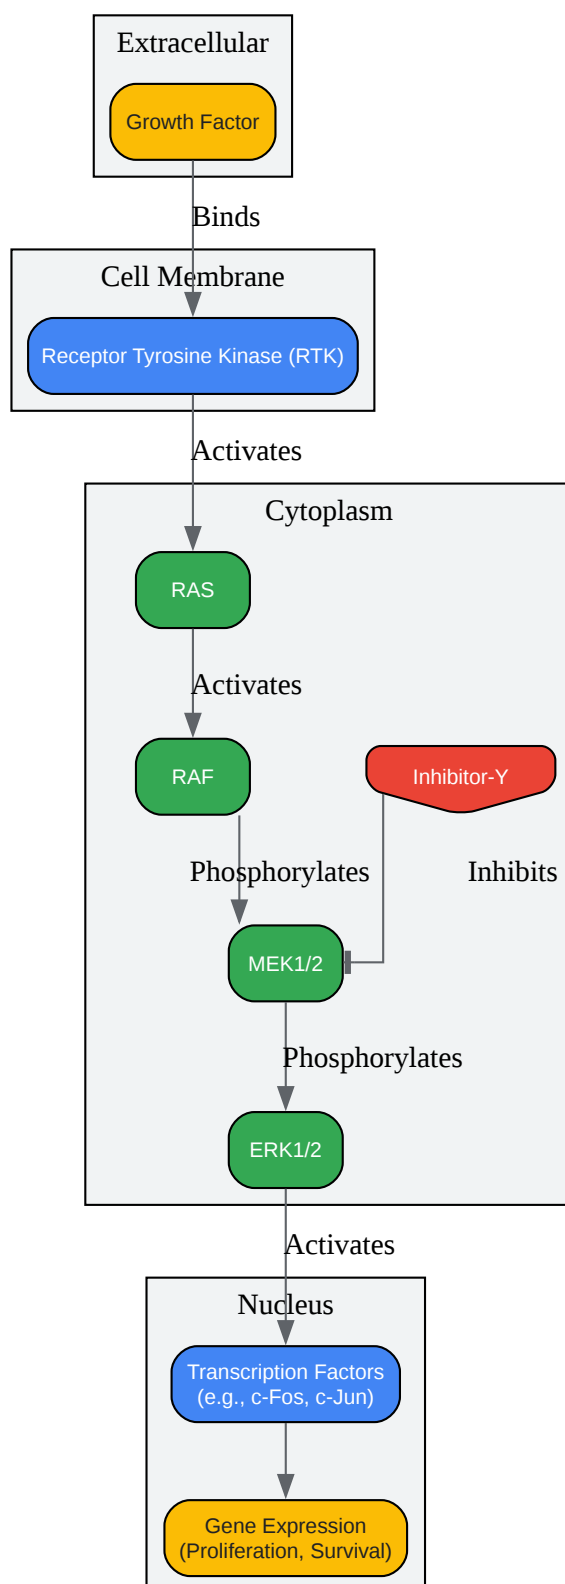 Extracellular
Growth Factor
Binds
Cell Membrane
Receptor Tyrosine Kinase (RTK)
Activates
Cytoplasm
RAS
Activates
RAF
Inhibitor-Y
Phosphorylates
Inhibits
MEK1/2
Phosphorylates
ERK1/2
Activates
Nucleus
Transcription Factors
(e.g., c-Fos, c-Jun)
Gene Expression
(Proliferation, Survival)